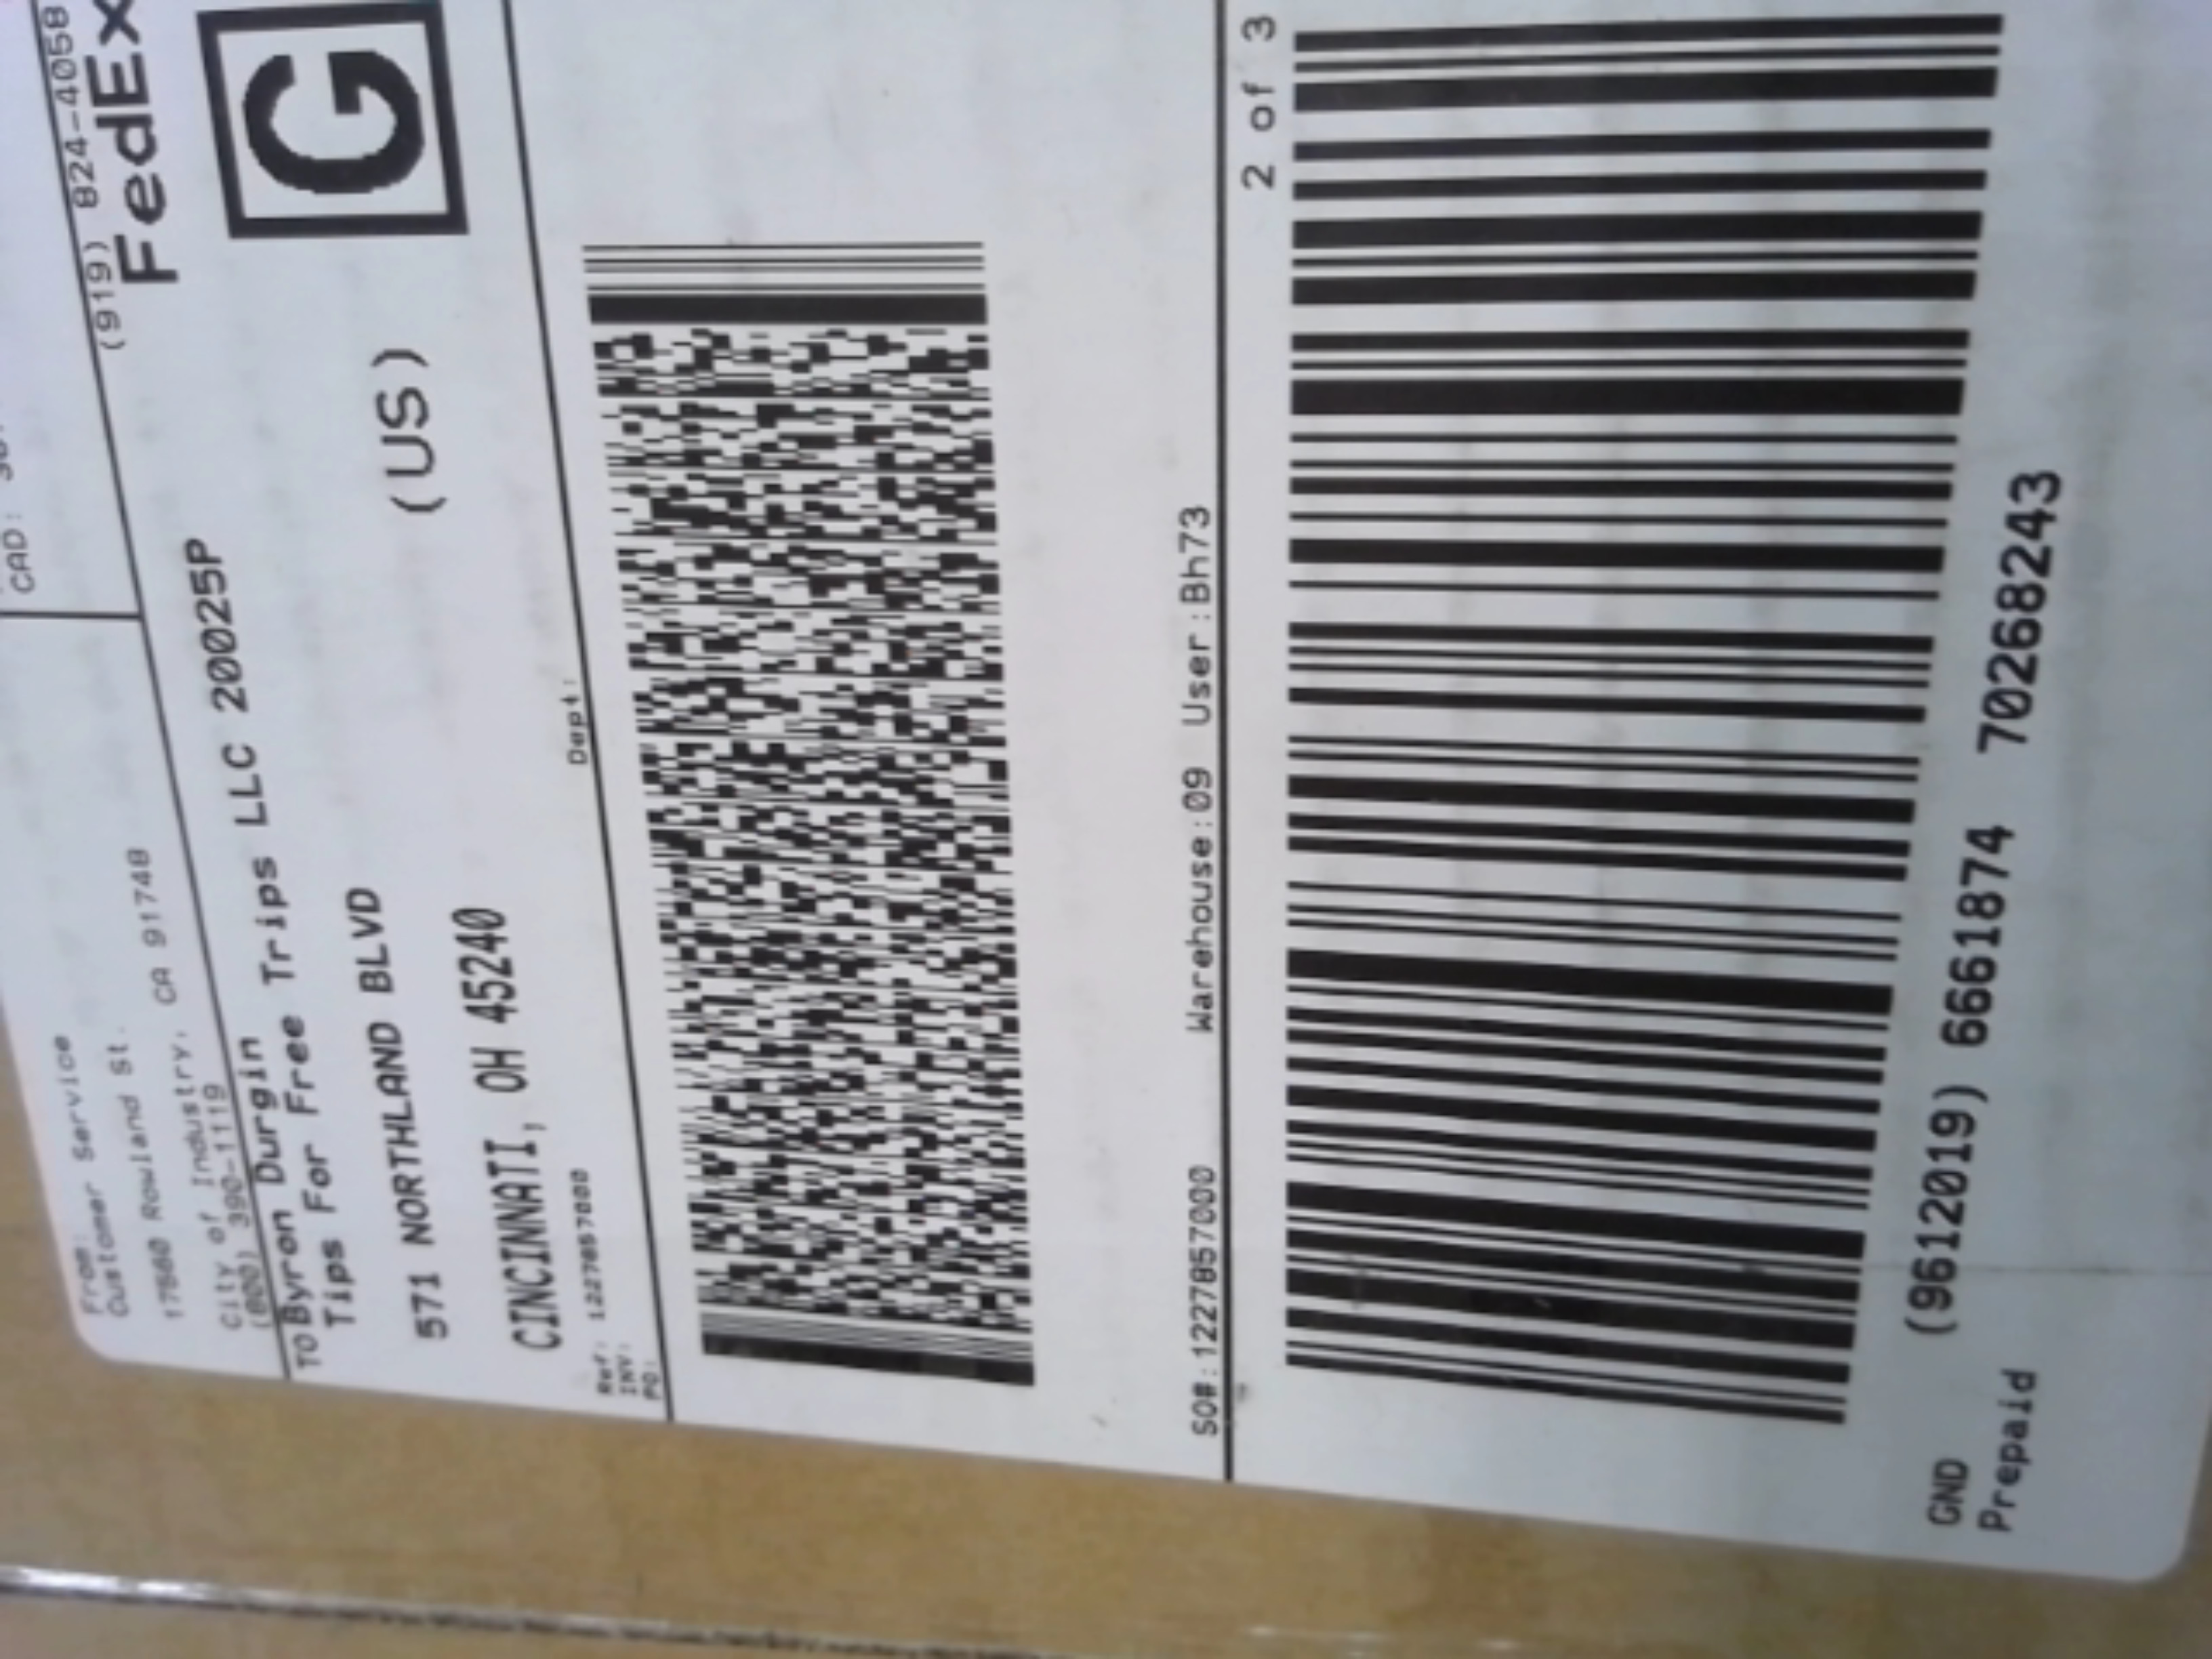 From:
Customer Service
17560 Rowland St.
City of Industry, CA 91748
(800) 390-1119
CAD:
(919) 824-4058
TO Byron Durgin
Tips For Free Trips LLC 20025P
571 NORTHLAND BLVD
CINCINNATI, OH 45240
(US)
FedEx
G
Ref: 1227857000
INV:
PO:
Dept:
SO#:1227857000 Warehouse:09 User:Bh73
2 of 3
(9612019) 6661874 70268243
GND
Prepaid